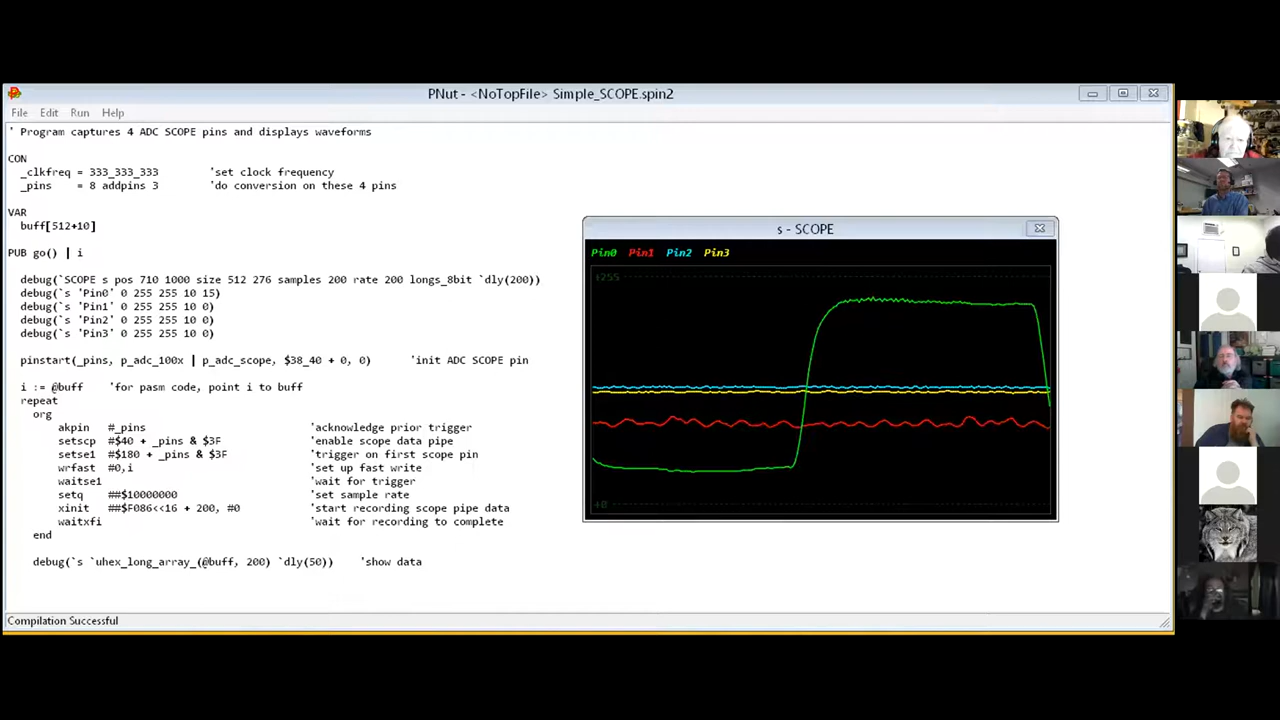 PNut - <NoTopFile> Simple_SCOPE.spin2
File Edit Run Help
' Program captures 4 ADC SCOPE pins and displays waveforms
CON
_clkfreq = 333_333_333 'set clock frequency
_pins = 8 addpins 3 'do conversion on these 4 pins
VAR
buff[512+10]
PUB go() | i
debug(`SCOPE s pos 710 1000 size 512 276 samples 200 rate 200 longs_8bit `dly(200))
debug(`s 'Pin0' 0 255 255 10 15)
debug(`s 'Pin1' 0 255 255 10 0)
debug(`s 'Pin2' 0 255 255 10 0)
debug(`s 'Pin3' 0 255 255 10 0)
pinstart(_pins, p_adc_100x | p_adc_scope, $38_40 + 0, 0) 'init ADC SCOPE pin
i := @buff 'for pasm code, point i to buff
repeat
org
akpin #_pins 'acknowledge prior trigger
setscp #$40 + _pins & $3F 'enable scope data pipe
setse1 #$180 + _pins & $3F 'trigger on first scope pin
wrfast #0,i 'set up fast write
waitse1 'wait for trigger
setq ##$10000000 'set sample rate
xinit ##$F086<<16 + 200, #0 'start recording scope pipe data
waitxfi 'wait for recording to complete
end
debug(`s `uhex_long_array_(@buff, 200) `dly(50)) 'show data
Compilation Successful
s - SCOPE
Pin0 Pin1 Pin2 Pin3
+255
+0